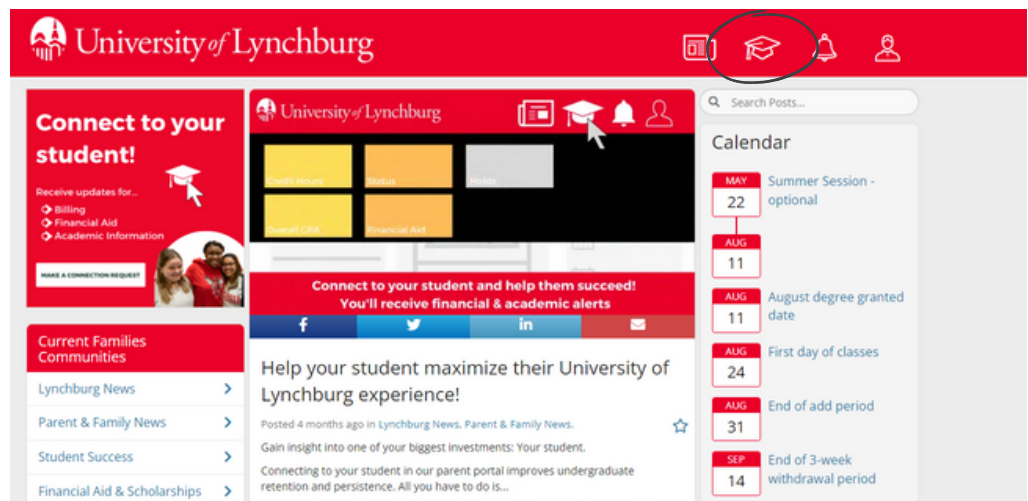 University of Lynchburg
Connect to your
student!
Receive updates for...
Billing
Financial Aid
Academic Information
MAKE A CONNECTION REQUEST
Current Families
Communities
Lynchburg News
Parent & Family News
Student Success
Financial Aid & Scholarships
University of Lynchburg
Credit Hours
Status
Holds
Overall GPA
Financial Aid
Connect to your student and help them succeed!
You'll receive financial & academic alerts
Help your student maximize their University of
Lynchburg experience!
Posted 4 months ago in Lynchburg News, Parent & Family News.
Gain insight into one of your biggest investments: Your student.
Connecting to your student in our parent portal improves undergraduate
retention and persistence. All you have to do is...
Search Posts...
Calendar
MAY
22
Summer Session -
optional
AUG
11
AUG
11
August degree granted
date
AUG
24
First day of classes
AUG
31
End of add period
SEP
14
End of 3-week
withdrawal period